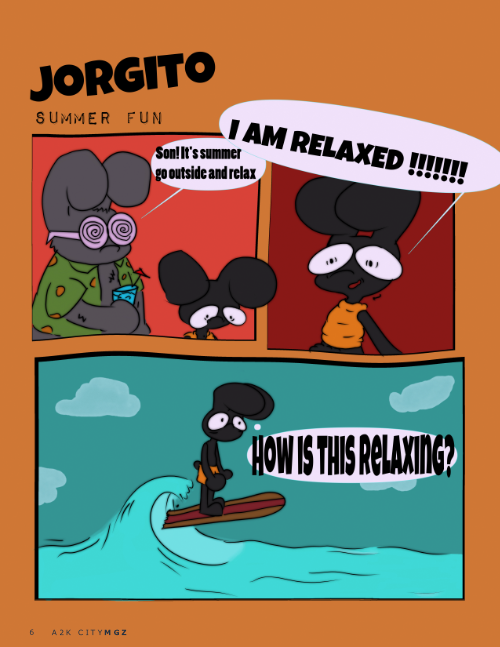 JORGITO
SUMMER FUN
Son! It's summer
go outside and relax
I AM RELAXED !!!!!!!
HOW IS THIS RELAXING?
6 A2K CITYMGZ